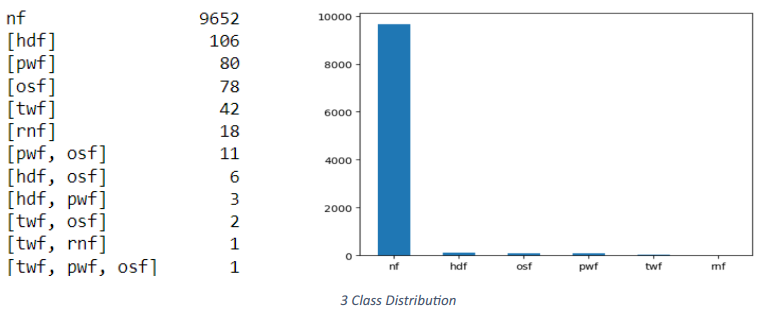 nf 9652
[hdf] 106
[pwf] 80
[osf] 78
[twf] 42
[rnf] 18
[pwf, osf] 11
[hdf, osf] 6
[hdf, pwf] 3
[twf, osf] 2
[twf, rnf] 1
[twf, pwf, osf] 1
10000
8000
6000
4000
2000
0
nf hdf osf pwf twf rnf
3 Class Distribution